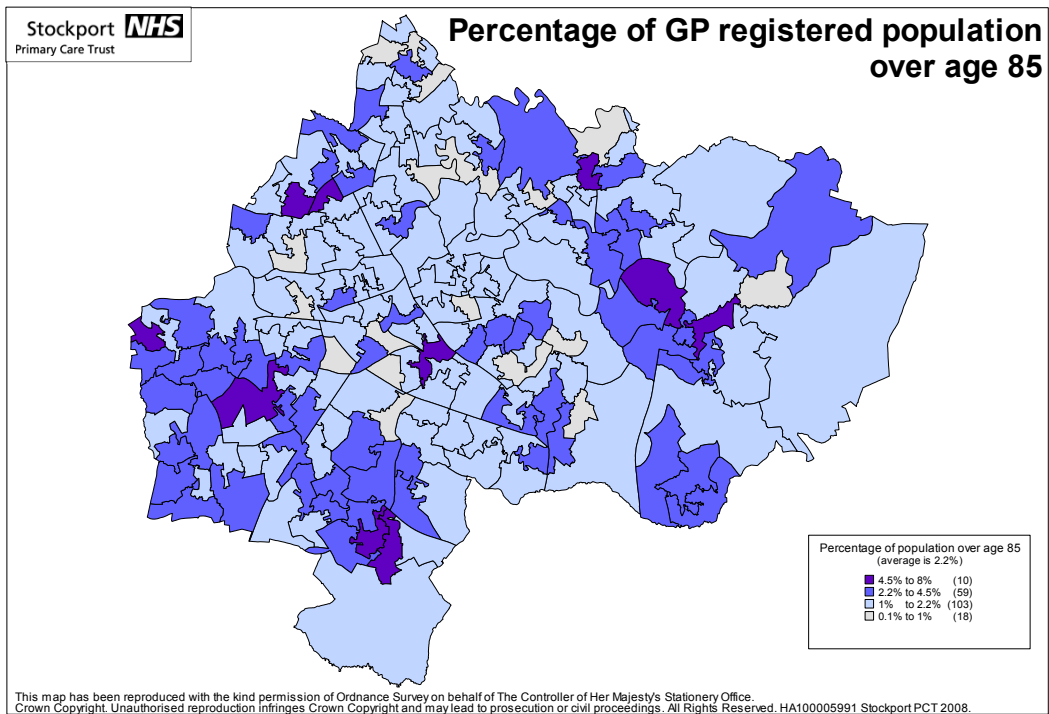 Stockport NHS
Primary Care Trust
Percentage of GP registered population
over age 85
Percentage of population over age 85
(average is 2.2%)
4.5% to 8% (10)
2.2% to 4.5% (59)
1% to 2.2% (103)
0.1% to 1% (18)
This map has been reproduced with the kind permission of Ordnance Survey on behalf of The Controller of Her Majesty's Stationery Office.
Crown Copyright. Unauthorised reproduction infringes Crown Copyright and may lead to prosecution or civil proceedings. All Rights Reserved. HA100005991 Stockport PCT 2008.